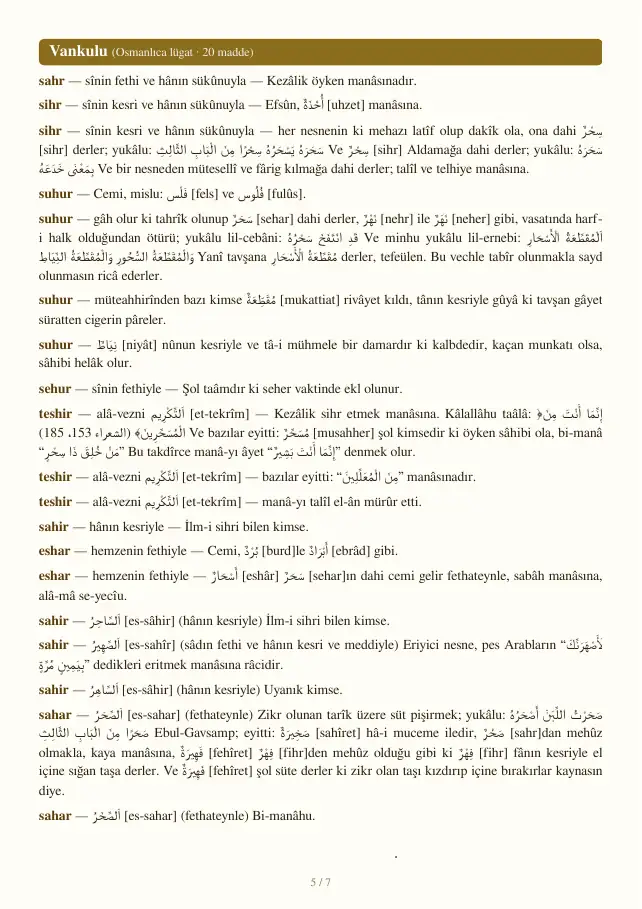 Vankulu (Osmanlıca lügat · 20 madde)
sahr — sînin fethi ve hânın sükûnuyla — Kezâlik öyken manâsınadır.
sihr — sînin kesri ve hânın sükûnuyla — Efsûn, أُخْذَةٌ [uhzet] manâsına.
sihr — sînin kesri ve hânın sükûnuyla — her nesnenin ki mehazı latîf olup dakîk ola, ona dahi سِحْرٌ
[sihr] derler; yukâlu: سَحَرَهُ يَسْحَرُهُ سِحْرًا مِنَ الْبَابِ الثَّالِثِ Ve سِحْرٌ [sihr] Aldamağa dahi derler; yukâlu: سَحَرَهُ
بِمَعْنَى خَدَعَهُ Ve bir nesneden mütesellî ve fârig kılmağa dahi derler; talîl ve telhiye manâsına.
suhur — Cemi, mislu: فَلْس [fels] ve فُلُوس [fulûs].
suhur — gâh olur ki tahrîk olunup سَحَرٌ [sehar] dahi derler, نَهْرٌ [nehr] ile نَهَرٌ [neher] gibi, vasatında harf-
i halk olduğundan ötürü; yukâlu lil-cebâni: قَدِ انْتَفَخَ سَحْرُهُ Ve minhu yukâlu lil-ernebi: اَلْمُقَطِّعَةُ الْأَسْحَارِ
وَالْمُقَطِّعَةُ السُّحُورِ وَالْمُقَطِّعَةُ النِّيَاطِ Yanî tavşana مُقَطِّعَةُ الْأَسْحَارِ derler, tefeülen. Bu vechle tabîr olunmakla sayd
olunmasın ricâ ederler.
suhur — müteahhirînden bazı kimse مُقَطِّعَةٌ [mukattiat] rivâyet kıldı, tânın kesriyle gûyâ ki tavşan gâyet
süratten cigerin pâreler.
suhur — نِيَاطٌ [niyât] nûnun kesriyle ve tâ-i mühmele bir damardır ki kalbdedir, kaçan munkatı olsa,
sâhibi helâk olur.
sehur — sînin fethiyle — Şol taâmdır ki seher vaktinde ekl olunur.
teshir — alâ-vezni اَلتَّكْرِيم [et-tekrîm] — Kezâlik sihr etmek manâsına. Kâlallâhu taâlâ: ﴿إِنَّمَا أَنْتَ مِنَ
الْمُسَحَّرِينَ﴾ (الشعراء 153، 185) Ve bazılar eyitti: مُسَحَّرٌ [musahher] şol kimsedir ki öyken sâhibi ola, bi-manâ
“مَنْ خُلِقَ ذَا سِحْرٍ” Bu takdîrce manâ-yı âyet “إِنَّمَا أَنْتَ بَشِيرٌ” denmek olur.
teshir — alâ-vezni اَلتَّكْرِيم [et-tekrîm] — bazılar eyitti: “مِنَ الْمُعَلَّلِينَ” manâsınadır.
teshir — alâ-vezni اَلتَّكْرِيم [et-tekrîm] — manâ-yı talîl el-ân mürûr etti.
sahir — hânın kesriyle — İlm-i sihri bilen kimse.
eshar — hemzenin fethiyle — Cemi, بُرْدٌ [burd]le أَبْرَادٌ [ebrâd] gibi.
eshar — hemzenin fethiyle — أَسْحَارٌ [eshâr] سَحَرٌ [sehar]ın dahi cemi gelir fethateynle, sabâh manâsına,
alâ-mâ se-yecîu.
sahir — اَلسَّاحِرُ [es-sâhir] (hânın kesriyle) İlm-i sihri bilen kimse.
sahir — اَلصَّهِيرُ [es-sahîr] (sâdın fethi ve hânın kesri ve meddiyle) Eriyici nesne, pes Arabların “لَأَصْهَرَنَّكَ
بِيَمِينٍ مُرَّةٍ” dedikleri eritmek manâsına râcidir.
sahir — اَلسَّاهِرُ [es-sâhir] (hânın kesriyle) Uyanık kimse.
sahar — اَلصَّحَرُ [es-sahar] (fethateynle) Zikr olunan tarîk üzere süt pişirmek; yukâlu: صَحَرْتُ اللَّبَنَ أَصْحَرُهُ
صَحْرًا مِنَ الْبَابِ الثَّالِثِ Ebul-Gavsamp; eyitti: صَخِيرَةٌ [sahîret] hâ-i muceme iledir, صَخْرٌ [sahr]dan mehûz
olmakla, kaya manâsına, فَهِيرَةٌ [fehîret] فِهْرٌ [fihr]den mehûz olduğu gibi ki فِهْرٌ [fihr] fânın kesriyle el
içine sığan taşa derler. Ve فَهِيرَةٌ [fehîret] şol süte derler ki zikr olan taşı kızdırıp içine bırakırlar kaynasın
diye.
sahar — اَلصَّخْرُ [es-sahar] (fethateynle) Bi-manâhu.
5 / 7